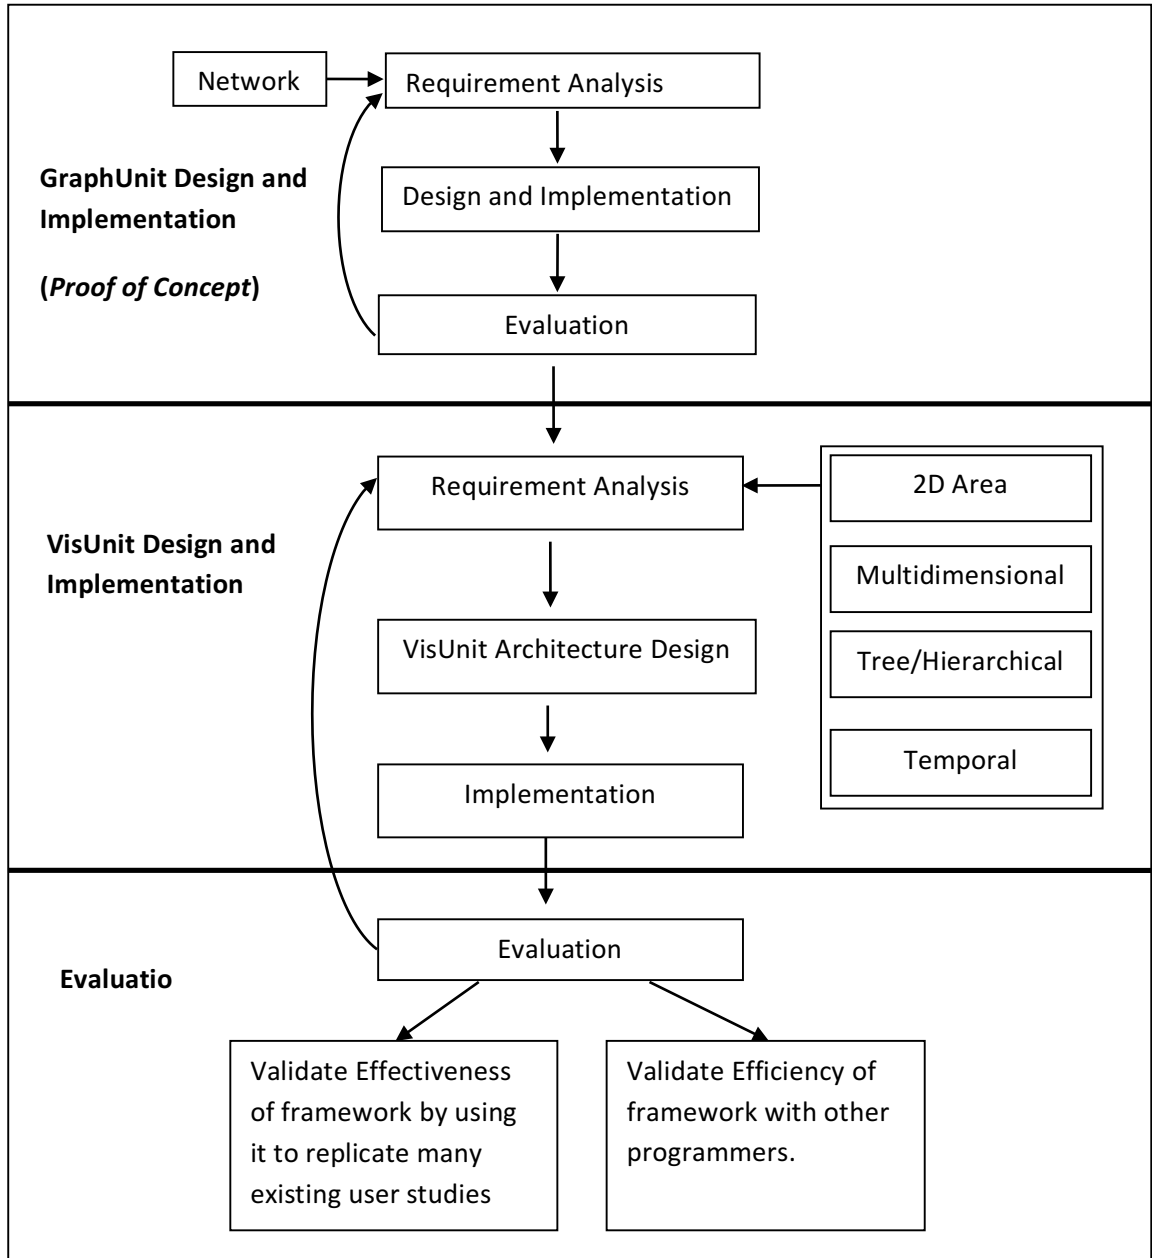 Network
Requirement Analysis
GraphUnit Design and
Implementation
(Proof of Concept)
Design and Implementation
Evaluation
VisUnit Design and
Implementation
Requirement Analysis
2D Area
Multidimensional
Tree/Hierarchical
Temporal
VisUnit Architecture Design
Implementation
Evaluatio
Evaluation
Validate Effectiveness
of framework by using
it to replicate many
existing user studies
Validate Efficiency of
framework with other
programmers.